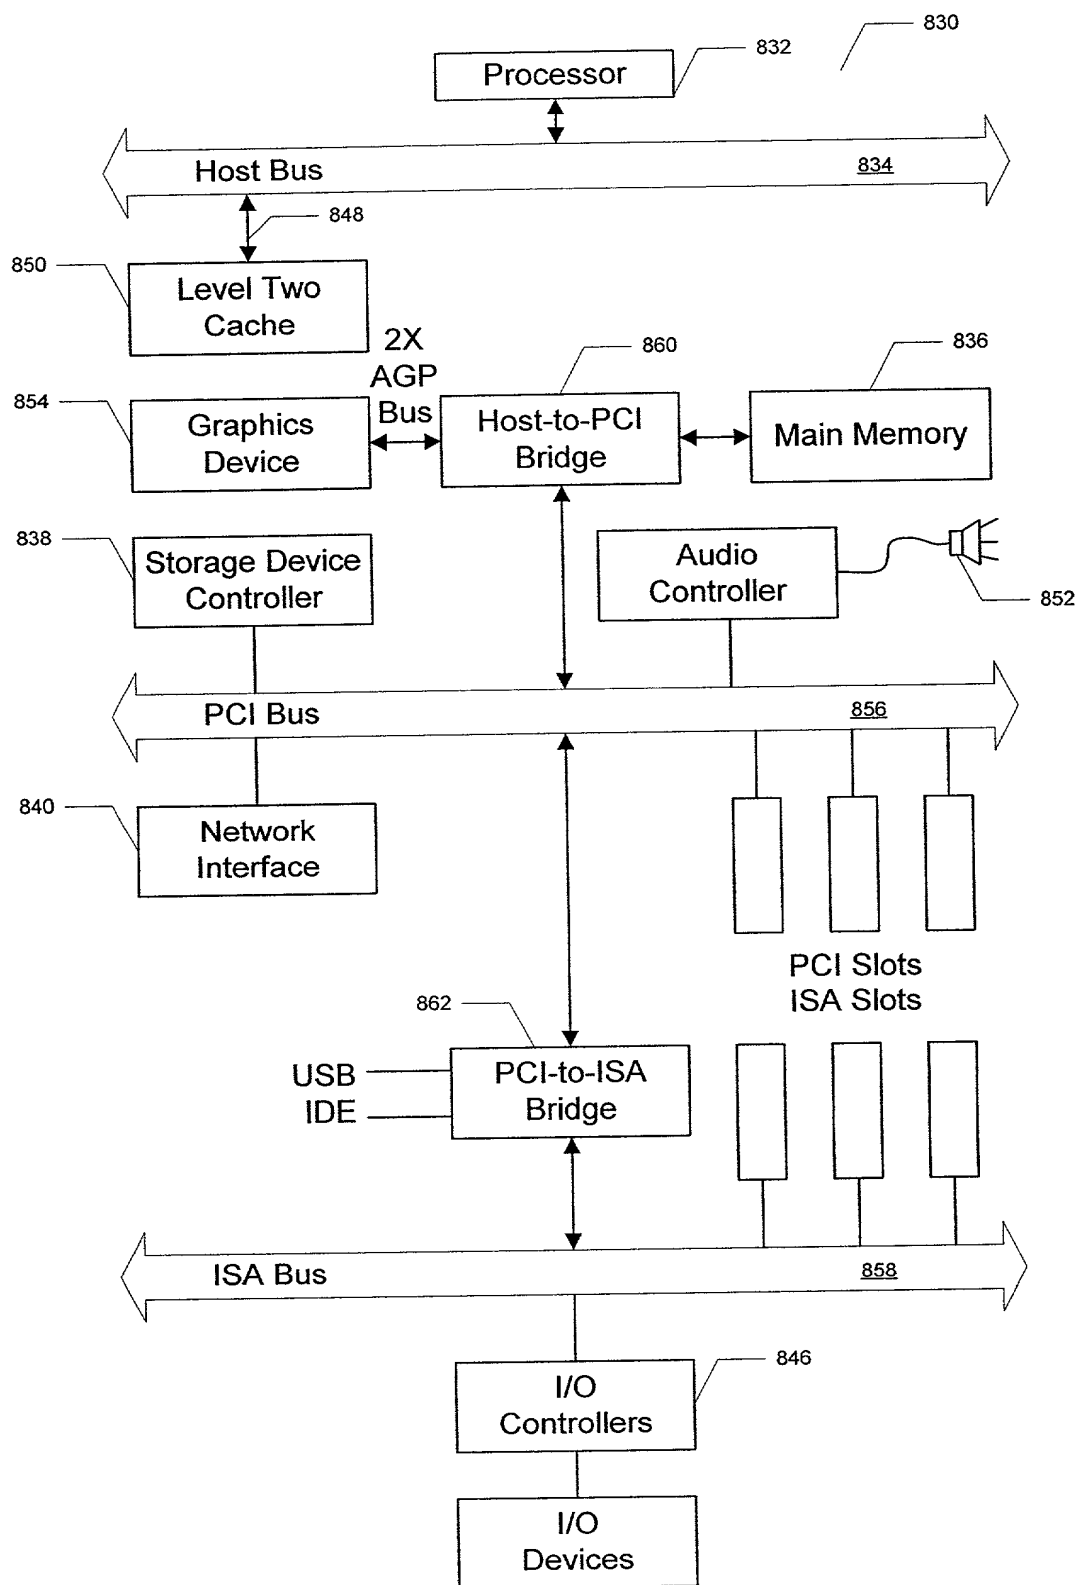 830
832
Processor
Host Bus
834
848
850
Level Two
Cache
2X
AGP
Bus
860
836
854
Graphics
Device
Host-to-PCI
Bridge
Main Memory
838
Storage Device
Controller
Audio
Controller
852
PCI Bus
856
840
Network
Interface
PCI Slots
ISA Slots
862
USB
IDE
PCI-to-ISA
Bridge
ISA Bus
858
846
I/O
Controllers
I/O
Devices